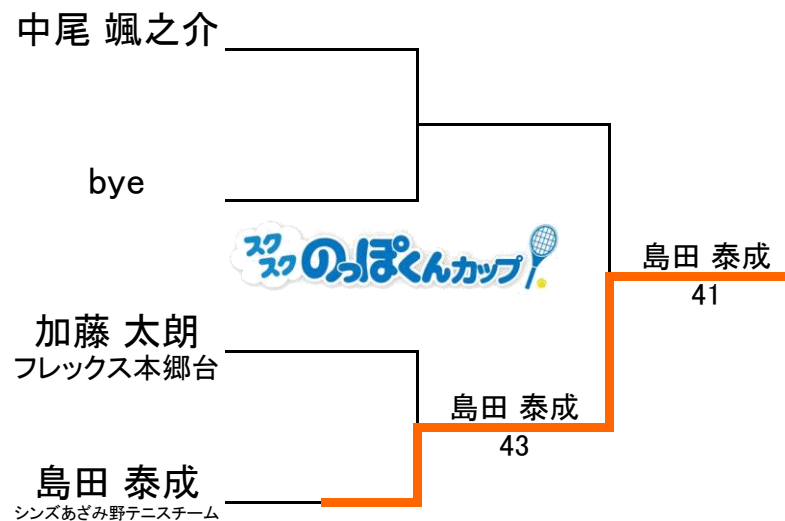 中尾 颯之介
bye
スク
スク
のっぽくんカップ
島田 泰成
41
加藤 太朗
フレックス本郷台
島田 泰成
43
島田 泰成
シンズあざみ野テニスチーム